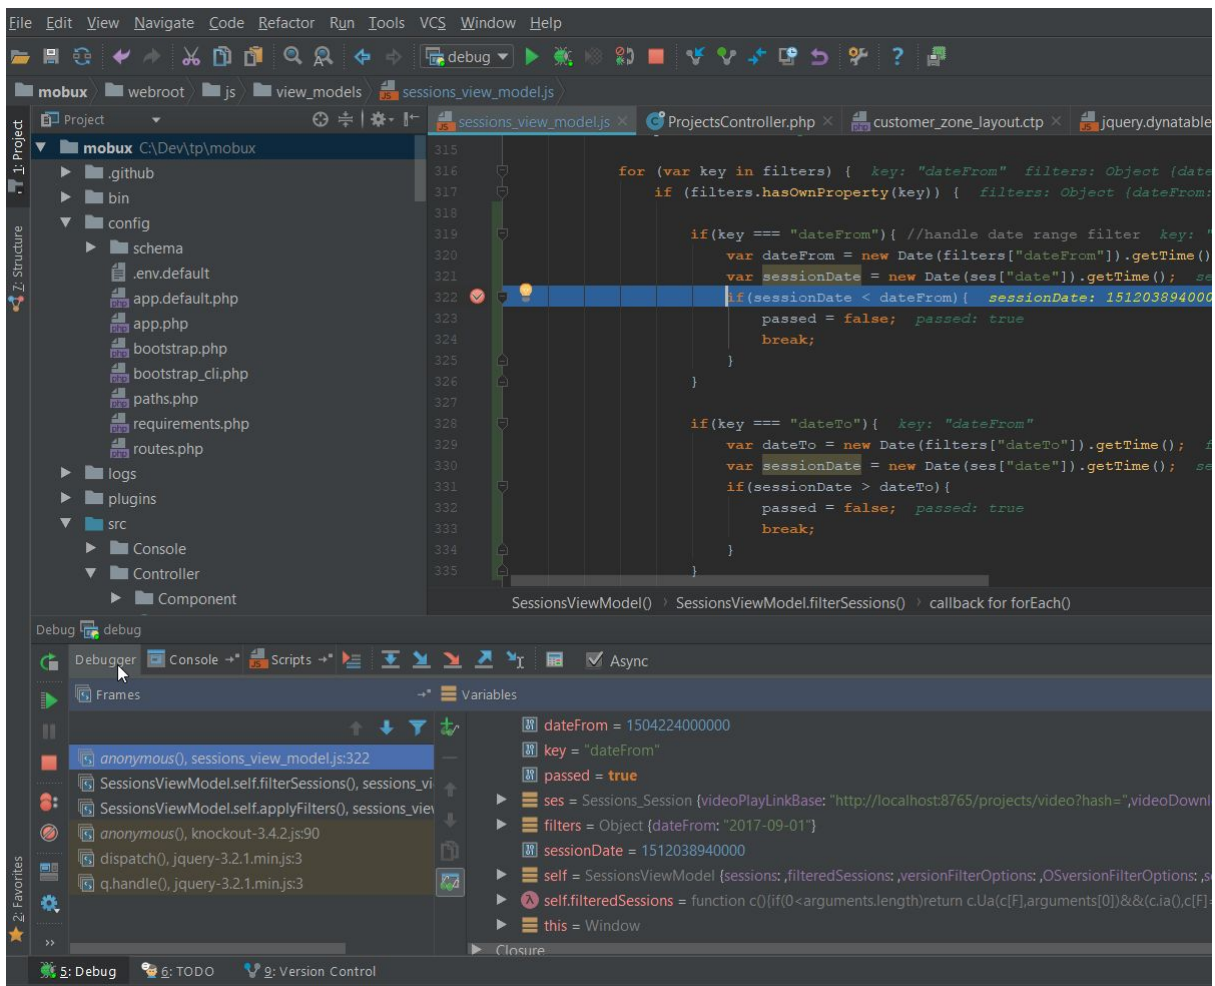 File Edit View Navigate Code Refactor Run Tools VCS Window Help
debug
mobux webroot js view_models sessions_view_model.js
Project
sessions_view_model.js ProjectsController.php customer_zone_layout.ctp jquery.dynatable
1: Project
Z: Structure
2: Favorites
mobux C:\Dev\tp\mobux
.github
bin
config
schema
.env.default
app.default.php
app.php
bootstrap.php
bootstrap_cli.php
paths.php
requirements.php
routes.php
logs
plugins
src
Console
Controller
Component
315
316 for (var key in filters) { key: "dateFrom" filters: Object {date
317 if (filters.hasOwnProperty(key)) { filters: Object {dateFrom:
318
319 if(key === "dateFrom"){ //handle date range filter key: "
320 var dateFrom = new Date(filters["dateFrom"]).getTime()
321 var sessionDate = new Date(ses["date"]).getTime(); se
322 if(sessionDate < dateFrom){ sessionDate: 151203894000
323 passed = false; passed: true
324 break;
325 }
326 }
327
328 if(key === "dateTo"){ key: "dateFrom"
329 var dateTo = new Date(filters["dateTo"]).getTime(); f
330 var sessionDate = new Date(ses["date"]).getTime(); se
331 if(sessionDate > dateTo){
332 passed = false; passed: true
333 break;
334 }
335 }
SessionsViewModel() SessionsViewModel.filterSessions() callback for forEach()
Debug debug
Debugger Console Scripts Async
Frames
anonymous(), sessions_view_model.js:322
SessionsViewModel.self.filterSessions(), sessions_vi
SessionsViewModel.self.applyFilters(), sessions_view
anonymous(), knockout-3.4.2.js:90
dispatch(), jquery-3.2.1.min.js:3
q.handle(), jquery-3.2.1.min.js:3
Variables
dateFrom = 1504224000000
key = "dateFrom"
passed = true
ses = Sessions_Session {videoPlayLinkBase: "http://localhost:8765/projects/video?hash=",videoDownl
filters = Object {dateFrom: "2017-09-01"}
sessionDate = 1512038940000
self = SessionsViewModel {sessions: ,filteredSessions: ,versionFilterOptions: ,OSversionFilterOptions: ,s
self.filteredSessions = function c(){if(0<arguments.length)return c.Ua(c[F],arguments[0])&&(c.ia(),c[F]=
this = Window
Closure
5: Debug 6: TODO 9: Version Control